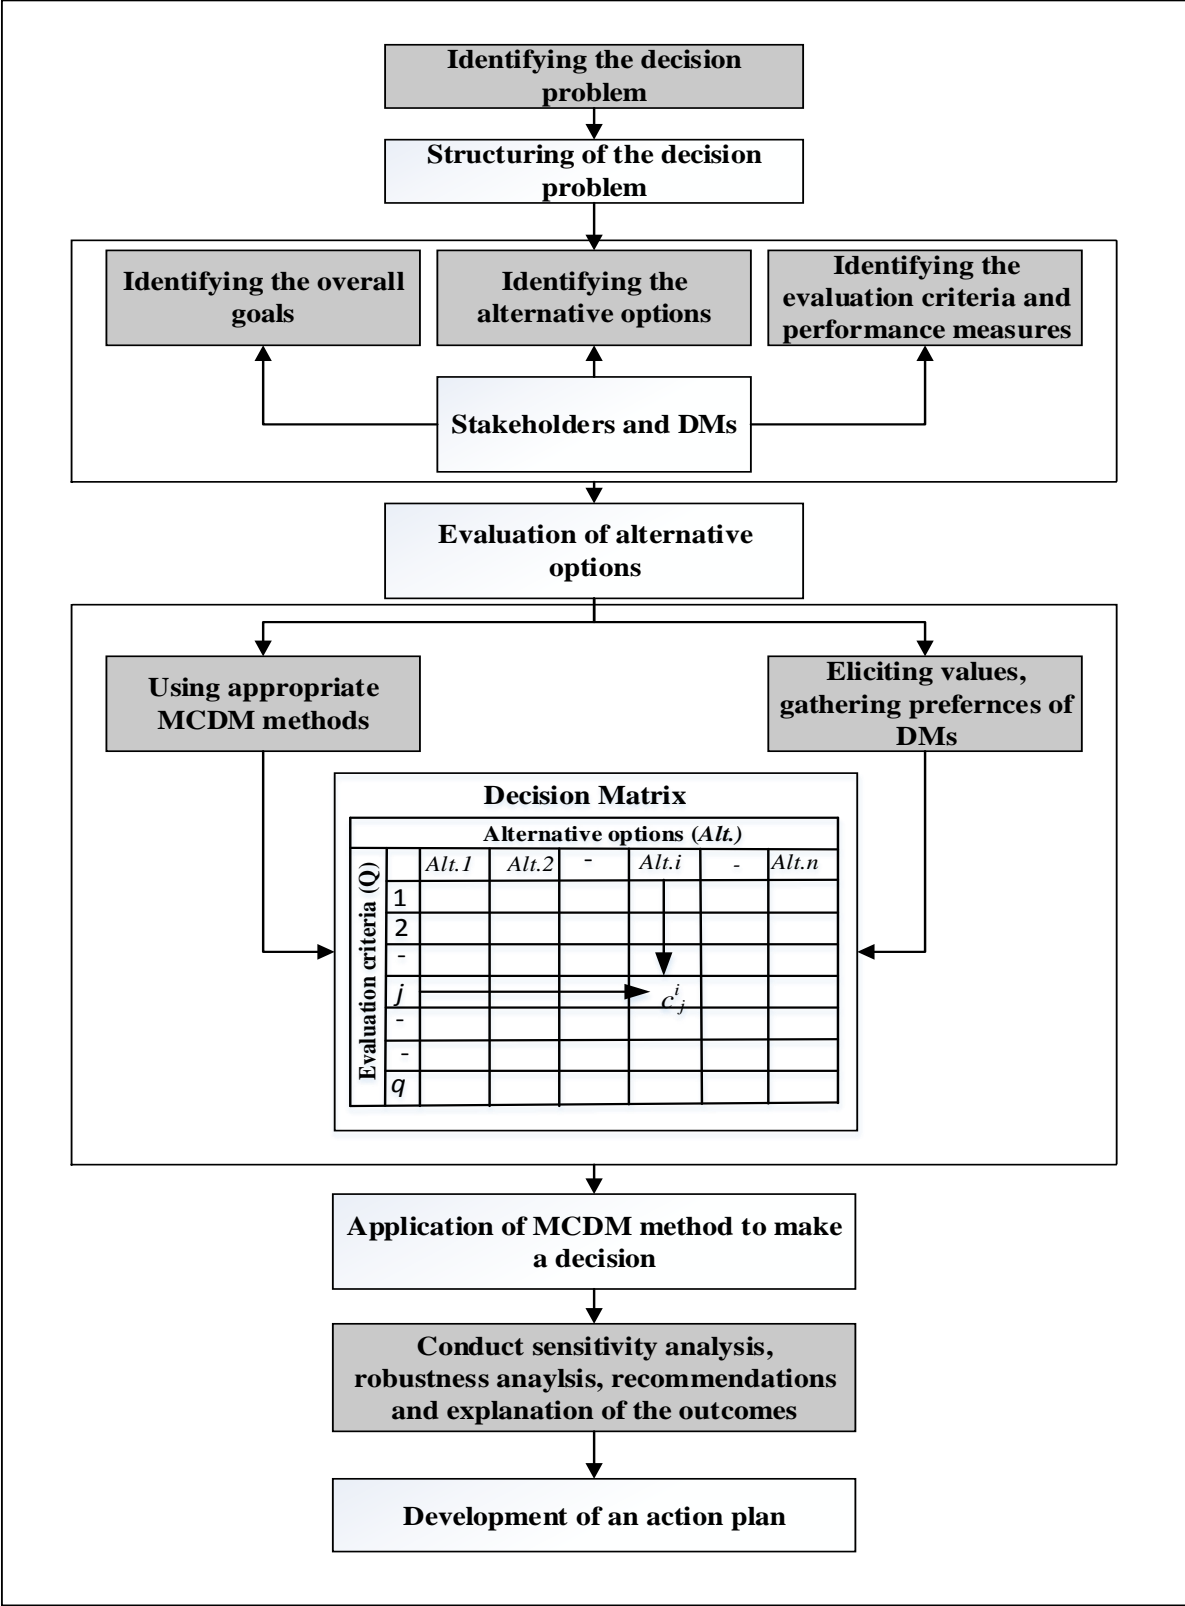 Identifying the decision
problem
Structuring of the decision
problem
Identifying the overall
goals
Identifying the
alternative options
Identifying the
evaluation criteria and
performance measures
Stakeholders and DMs
Evaluation of alternative
options
Using appropriate
MCDM methods
Eliciting values,
gathering prefernces of
DMs
Decision Matrix
Alternative options (Alt.)
Evaluation criteria (Q)
Alt.1 Alt.2 - Alt.i - Alt.n
1
2
-
j c_j^i
-
-
q
Application of MCDM method to make
a decision
Conduct sensitivity analysis,
robustness anaylsis, recommendations
and explanation of the outcomes
Development of an action plan